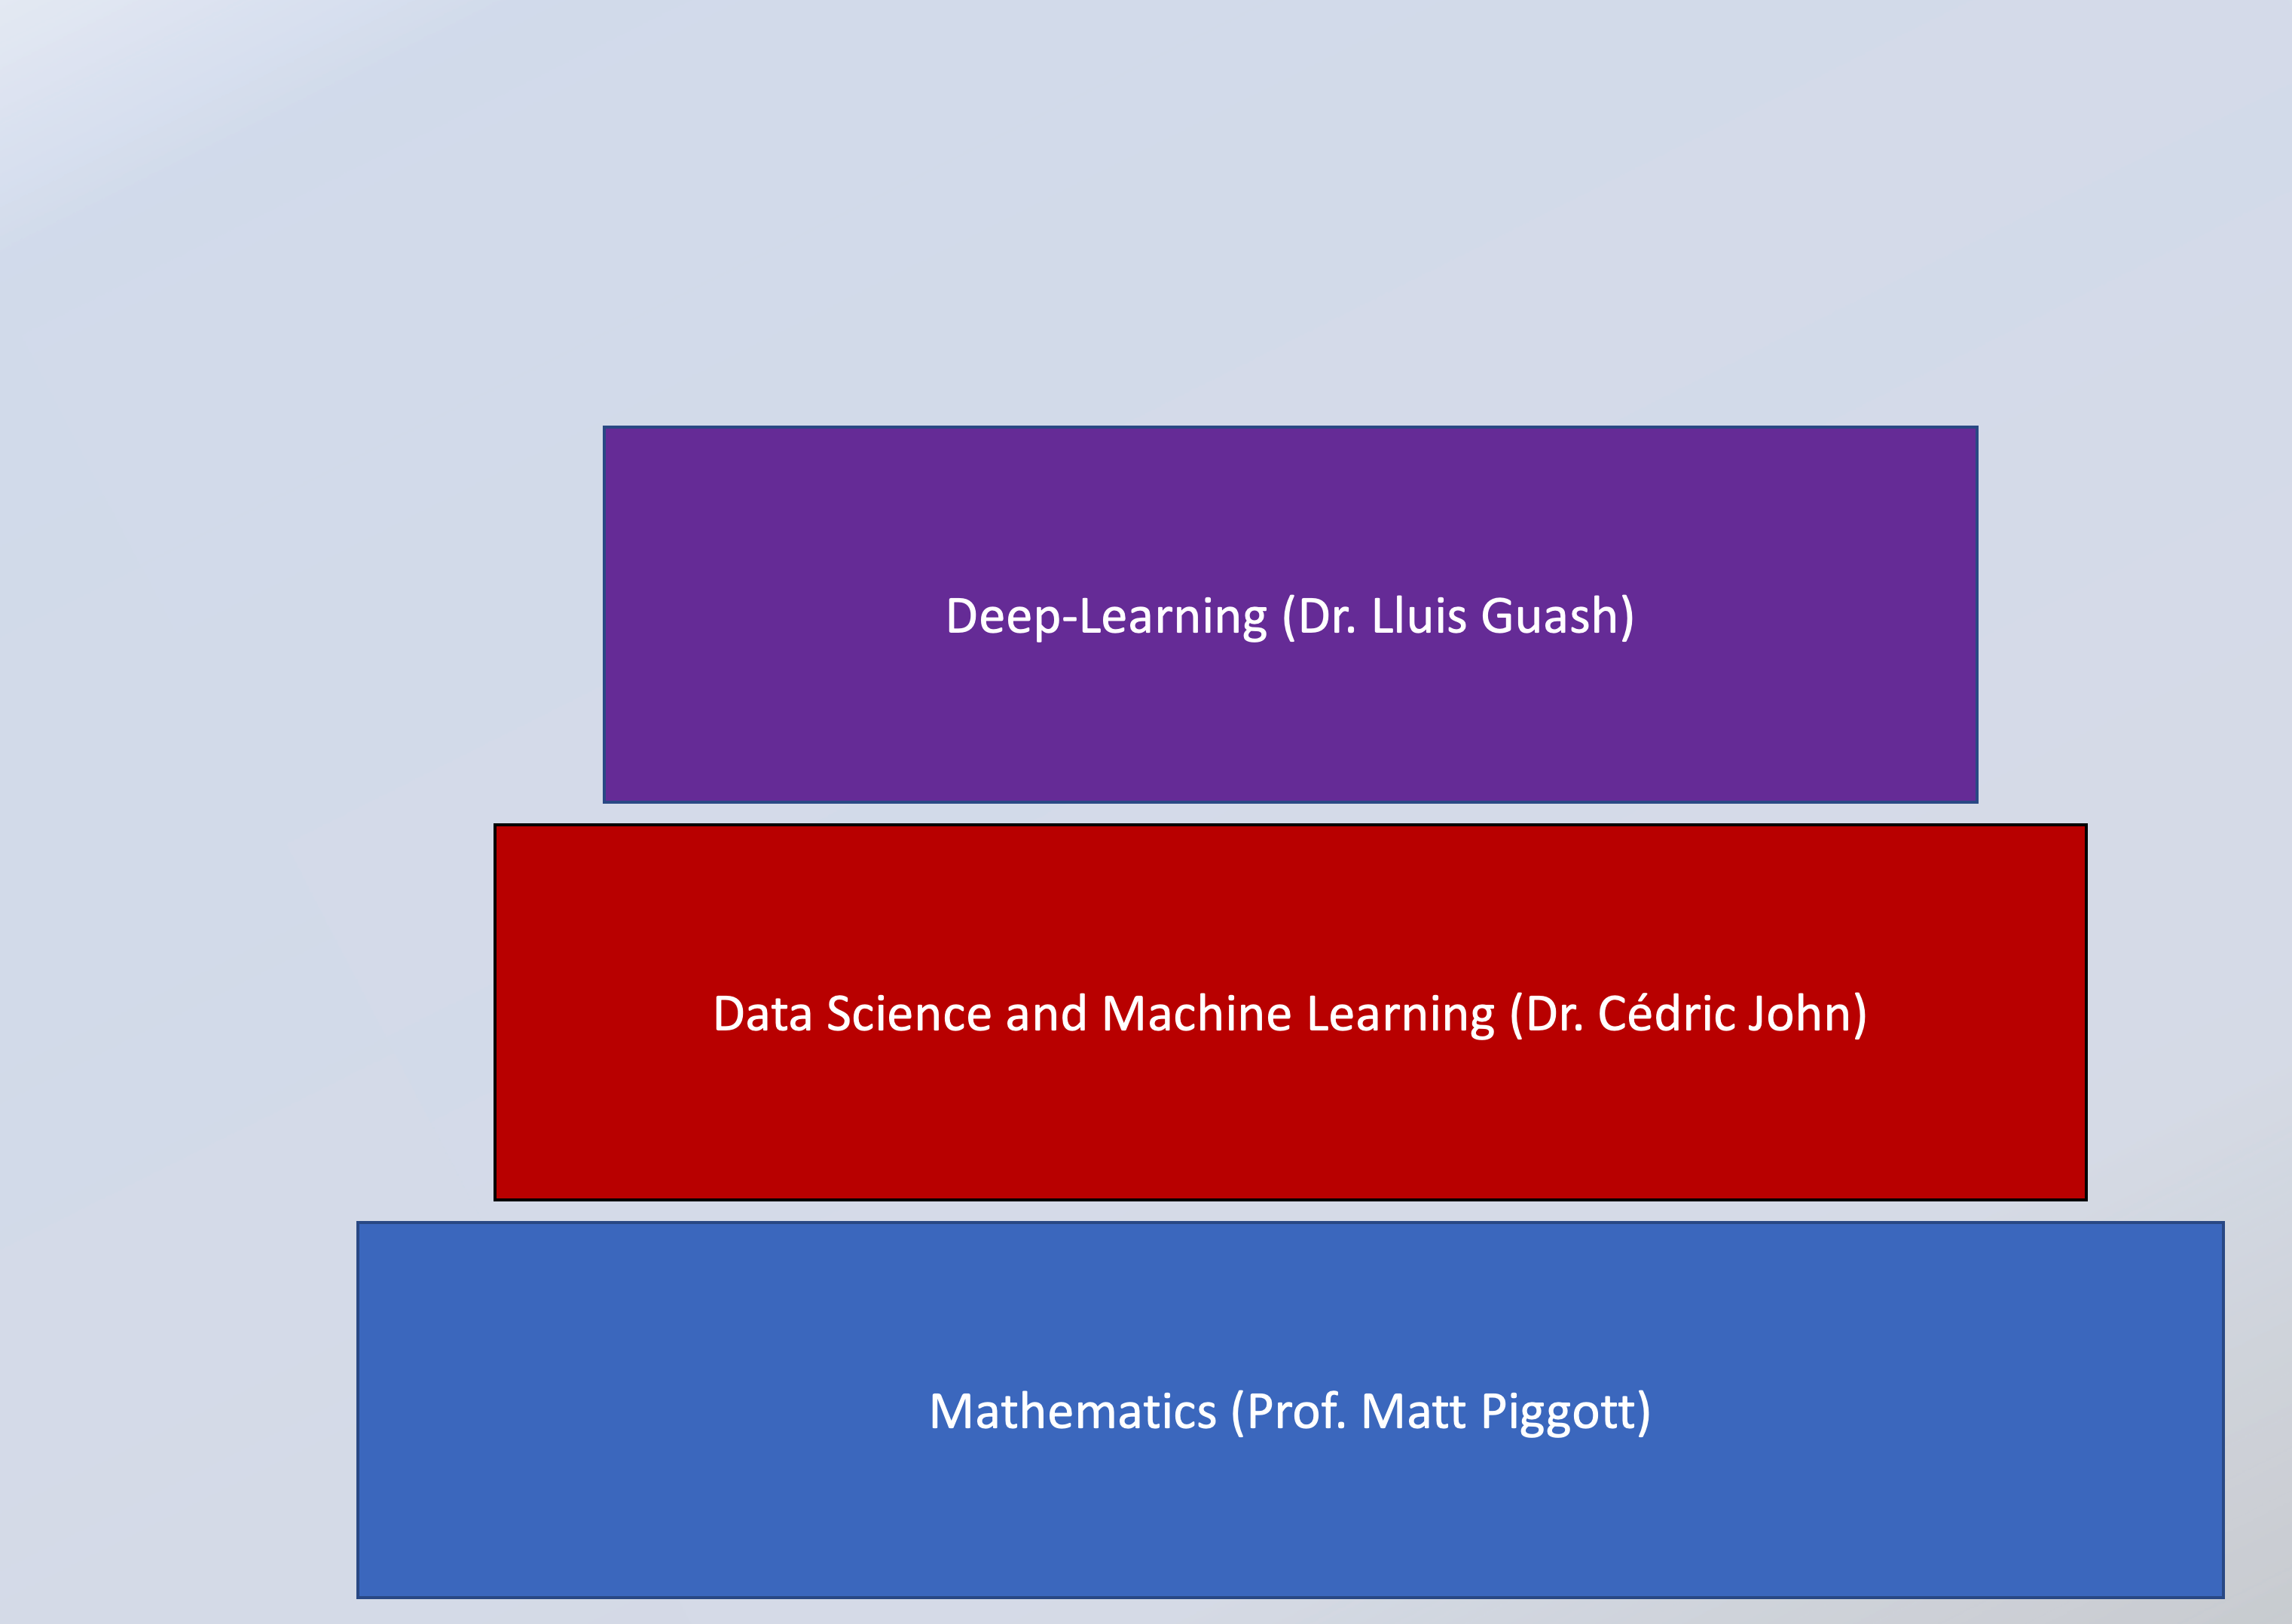 Deep-Learning (Dr. Lluis Guash)
Data Science and Machine Learning (Dr. Cédric John)
Mathematics (Prof. Matt Piggott)